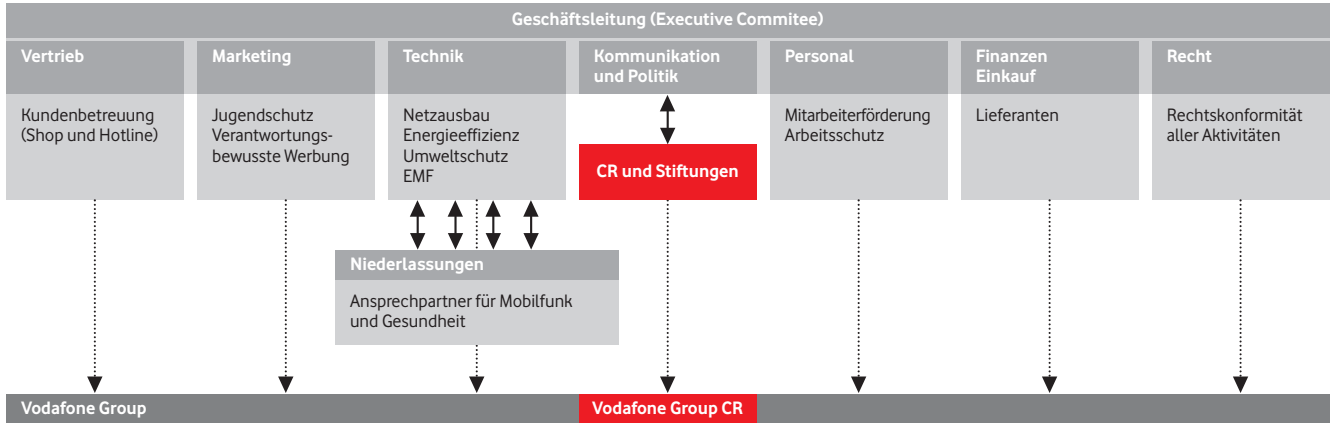 Geschäftsleitung (Executive Commitee)
Vertrieb
Kundenbetreuung
(Shop und Hotline)
Marketing
Jugendschutz
Verantwortungs-
bewusste Werbung
Technik
Netzausbau
Energieeffizienz
Umweltschutz
EMF
Kommunikation
und Politik
CR und Stiftungen
Personal
Mitarbeiterförderung
Arbeitsschutz
Finanzen
Einkauf
Lieferanten
Recht
Rechtskonformität
aller Aktivitäten
Niederlassungen
Ansprechpartner für Mobilfunk
und Gesundheit
Vodafone Group
Vodafone Group CR